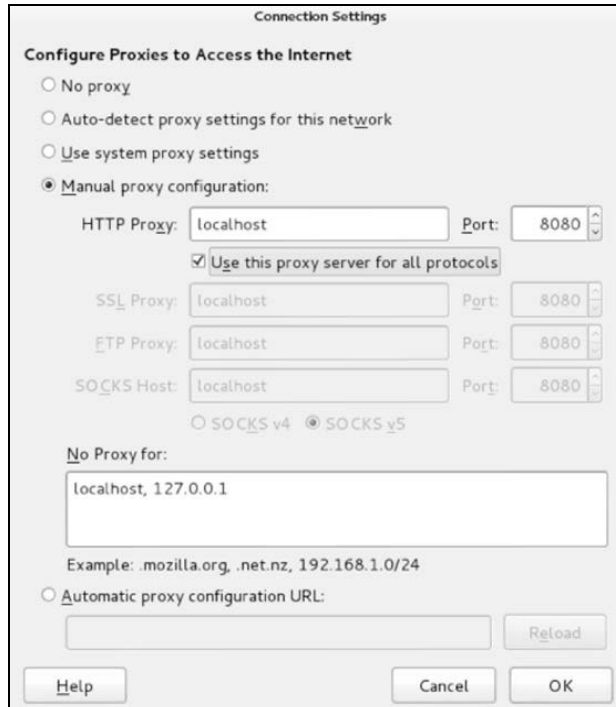 Connection Settings
Configure Proxies to Access the Internet
No proxy
Auto-detect proxy settings for this network
Use system proxy settings
Manual proxy configuration:
HTTP Proxy: localhost Port: 8080
Use this proxy server for all protocols
SSL Proxy: localhost Port: 8080
FTP Proxy: localhost Port: 8080
SOCKS Host: localhost Port: 8080
SOCKS v4 SOCKS v5
No Proxy for:
localhost, 127.0.0.1
Example: .mozilla.org, .net.nz, 192.168.1.0/24
Automatic proxy configuration URL:
Reload
Help Cancel OK